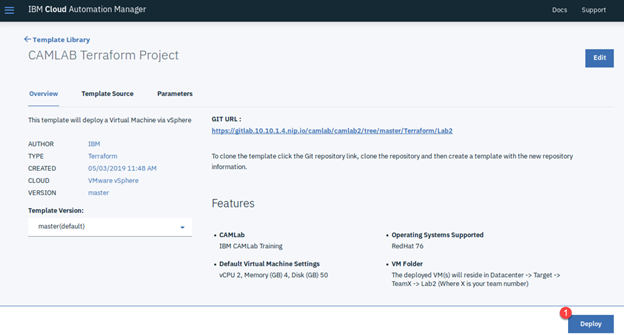 IBM Cloud Automation Manager
Docs Support
Template Library
CAMLAB Terraform Project
Edit
Overview Template Source Parameters
This template will deploy a Virtual Machine via vSphere
AUTHOR IBM
TYPE Terraform
CREATED 05/03/2019 11:48 AM
CLOUD VMware vSphere
VERSION master
Template Version:
master(default)
GIT URL :
https://gitlab.10.10.1.4.nip.io/camlab/camlab2/tree/master/Terraform/Lab2
To clone the template click the Git repository link, clone the repository and then create a template with the new repository
information.
Features
• CAMLab
IBM CAMLab Training
• Operating Systems Supported
RedHat 76
• Default Virtual Machine Settings
vCPU 2, Memory (GB) 4, Disk (GB) 50
• VM Folder
The deployed VM(s) will reside in Datacenter -> Target ->
TeamX -> Lab2 (Where X is your team number)
1
Deploy